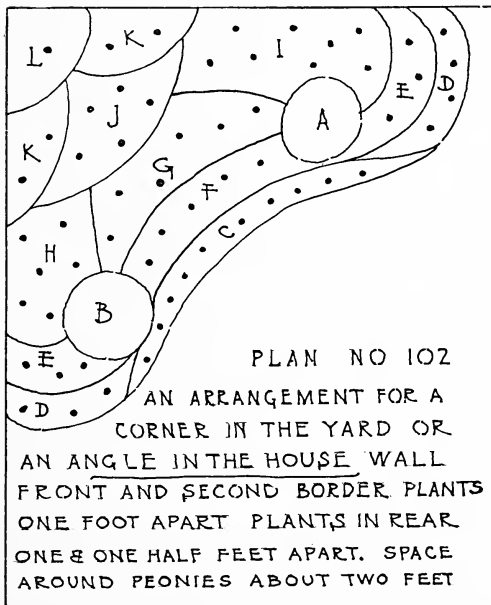 L K I E D
J A
K G F
C
H
B
E
D
PLAN NO 102
AN ARRANGEMENT FOR A
CORNER IN THE YARD OR
AN ANGLE IN THE HOUSE WALL
FRONT AND SECOND BORDER PLANTS
ONE FOOT APART PLANTS IN REAR
ONE & ONE HALF FEET APART. SPACE
AROUND PEONIES ABOUT TWO FEET